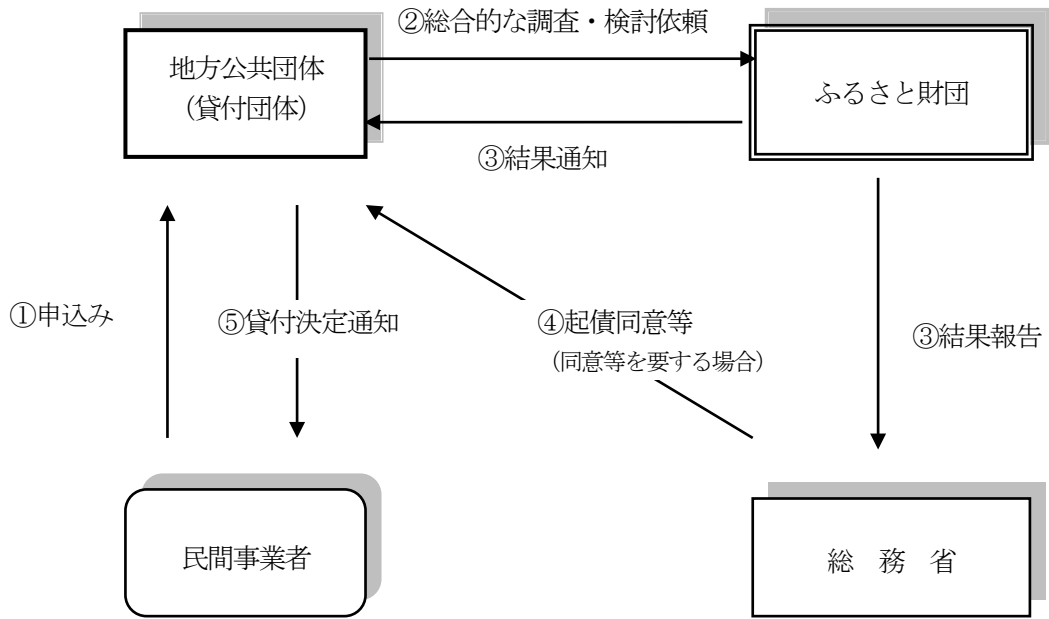 ②総合的な調査・検討依頼
地方公共団体
(貸付団体)
ふるさと財団
③結果通知
①申込み
⑤貸付決定通知
④起債同意等
(同意等を要する場合)
③結果報告
民間事業者
総　務　省